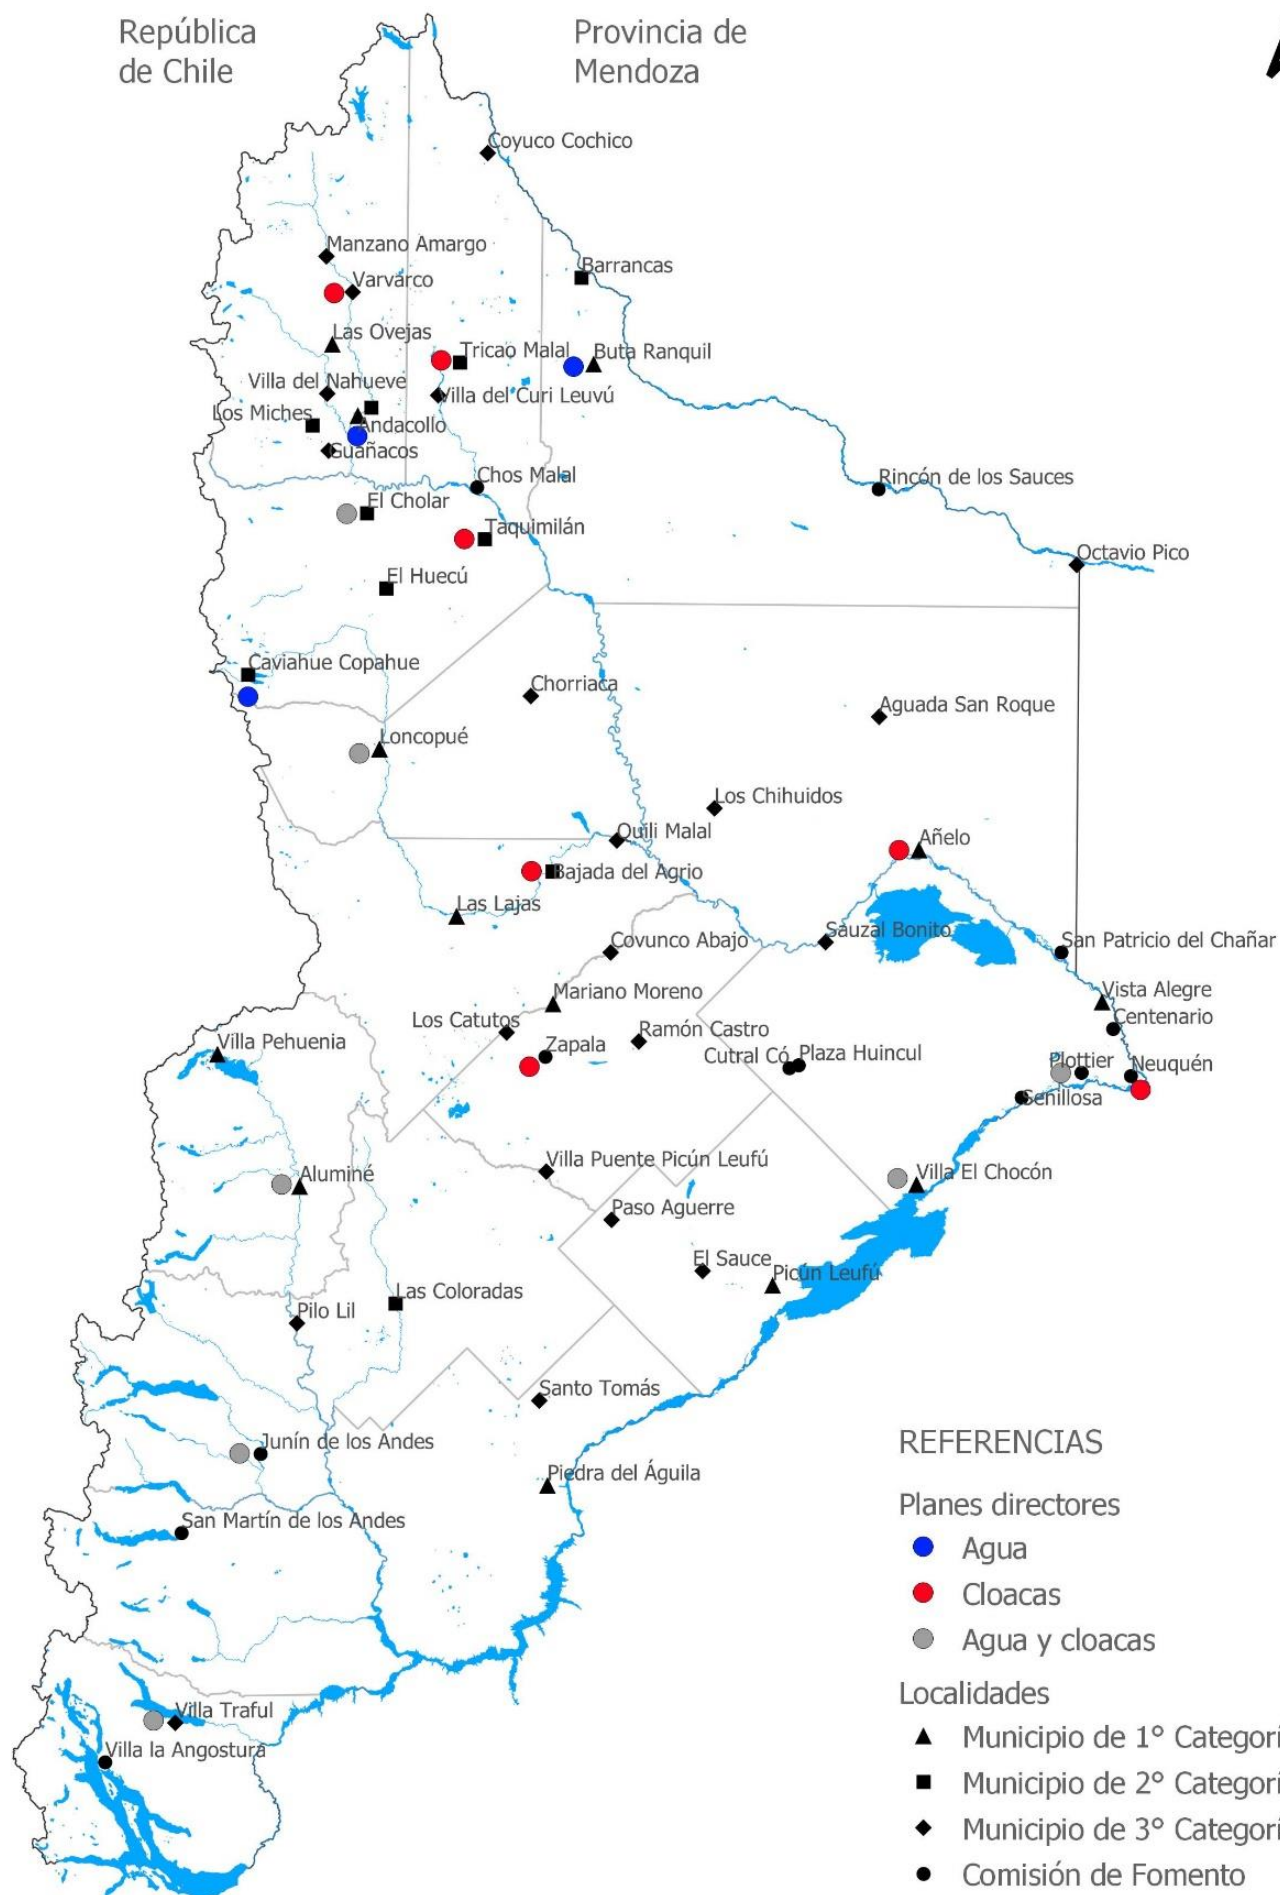 República
de Chile
Provincia de
Mendoza
Coyuco Cochico
Manzano Amargo
Barrancas
Varvarco
Las Ovejas
Tricao Malal
Buta Ranquil
Villa del Nahueve
Villa del Curi Leuvú
Los Miches
Andacollo
Guañacos
Chos Malal
Rincón de los Sauces
El Cholar
Taquimilán
Octavio Pico
El Huecú
Caviahue Copahue
Chorriaca
Aguada San Roque
Loncopué
Los Chihuidos
Quili Malal
Añelo
Bajada del Agrio
Las Lajas
Sauzal Bonito
Covunco Abajo
San Patricio del Chañar
Mariano Moreno
Vista Alegre
Los Catutos
Centenario
Ramón Castro
Villa Pehuenia
Zapala
Cutral Có
Plaza Huincul
Plottier
Neuquén
Senillosa
Villa Puente Picún Leufú
Aluminé
Villa El Chocón
Paso Aguerre
El Sauce
Picún Leufú
Las Coloradas
Pilo Lil
Santo Tomás
Junín de los Andes
Piedra del Águila
San Martín de los Andes
Villa Traful
Villa la Angostura
REFERENCIAS
Planes directores
Agua
Cloacas
Agua y cloacas
Localidades
Municipio de 1° Categorí
Municipio de 2° Categorí
Municipio de 3° Categorí
Comisión de Fomento